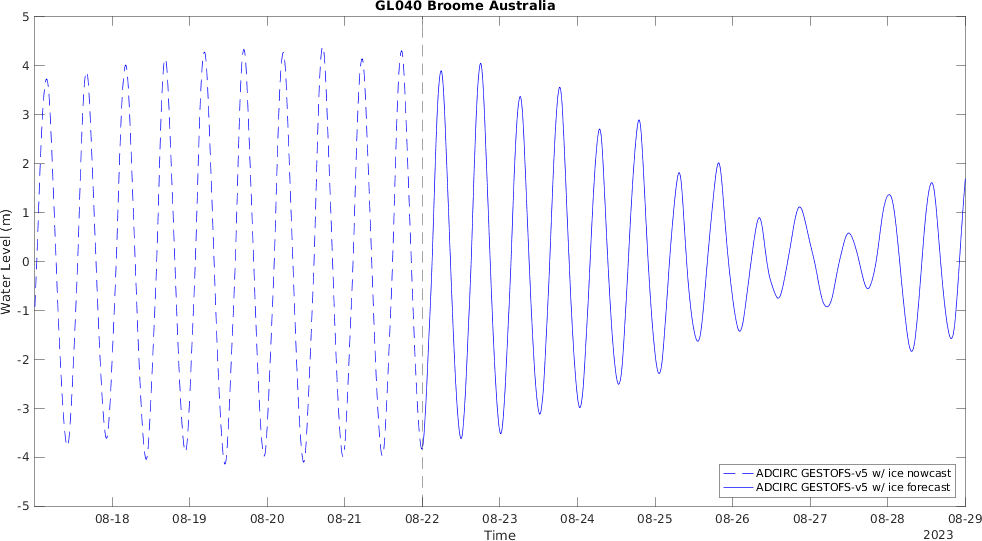 GL040 Broome Australia
5
4
3
2
1
0
-1
-2
-3
-4
-5
Water Level (m)
ADCIRC GESTOFS-v5 w/ ice nowcast
ADCIRC GESTOFS-v5 w/ ice forecast
08-18 08-19 08-20 08-21 08-22 08-23 08-24 08-25 08-26 08-27 08-28 08-29
Time
2023